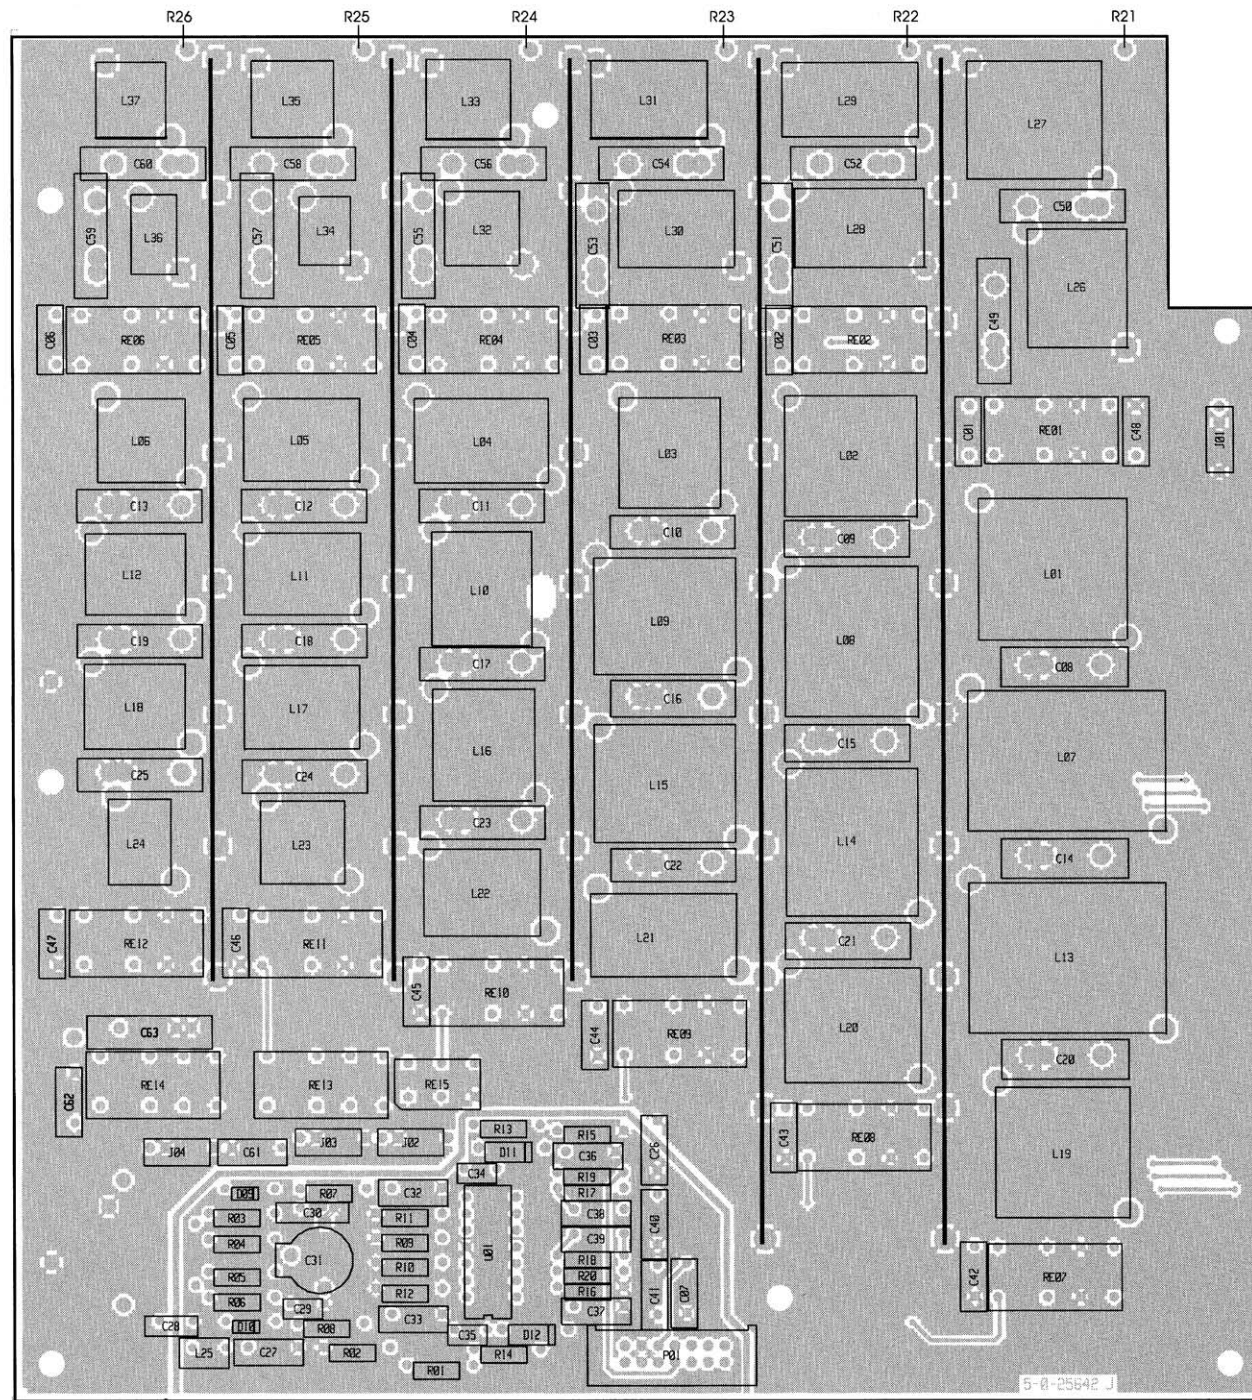 R26 R25 R24 R23 R22 R21
L37 L35 L33 L31 L29 L27
C60 C58 C56 C54 C52
C59 L36 C57 L34 C55 L32 C53 L30 C51 L28 C50
C49 L26
C06 RE06 C05 RE05 C04 RE04 C03 RE03 C02 RE02
C01 RE01 C48 J01
L06 L05 L04 L03 L02
C13 C12 C11 C10 C09
L12 L11 L10 L09 L08 L01
C19 C18 C17 C16 C08
L18 L17 L16 L15 C15 L07
C25 C24 C23 C22 L14 C14
L24 L23 L22 L21 C21 L13
C47 RE12 C46 RE11 C45 RE10 C44 RE09 L20
C63 C20
C62 RE14 RE13 RE15
J04 C61 J03 J02 R13 R15 C26 C43 RE08 L19
D11 C36
C34 R19
D09 R07 C32 R17
C30 C38
R03 R11 C40
R04 R09 C39
C31 U01 R18
R05 R10 R20 C42 RE07
R06 C29 R12 R16 C41 C07
C33 C37
C28 D10 R08 C35 D12
L25 C27 R02 R14 P01
R01
5-0-25642 J